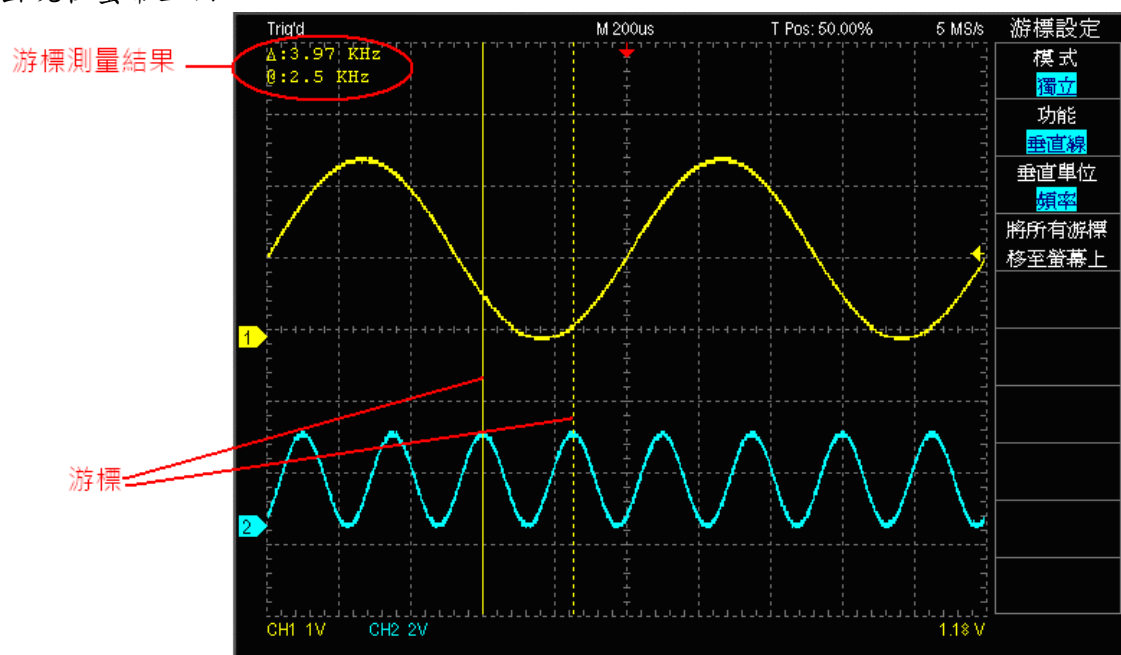 Trig'd M 200us T Pos: 50.00% 5 MS/s 游標設定
游標測量結果
Δ:3.97 KHz
@:2.5 KHz
模式
獨立
功能
垂直線
垂直單位
頻率
將所有游標
移至螢幕上
1
游標
2
CH1 1V CH2 2V 1.18 V